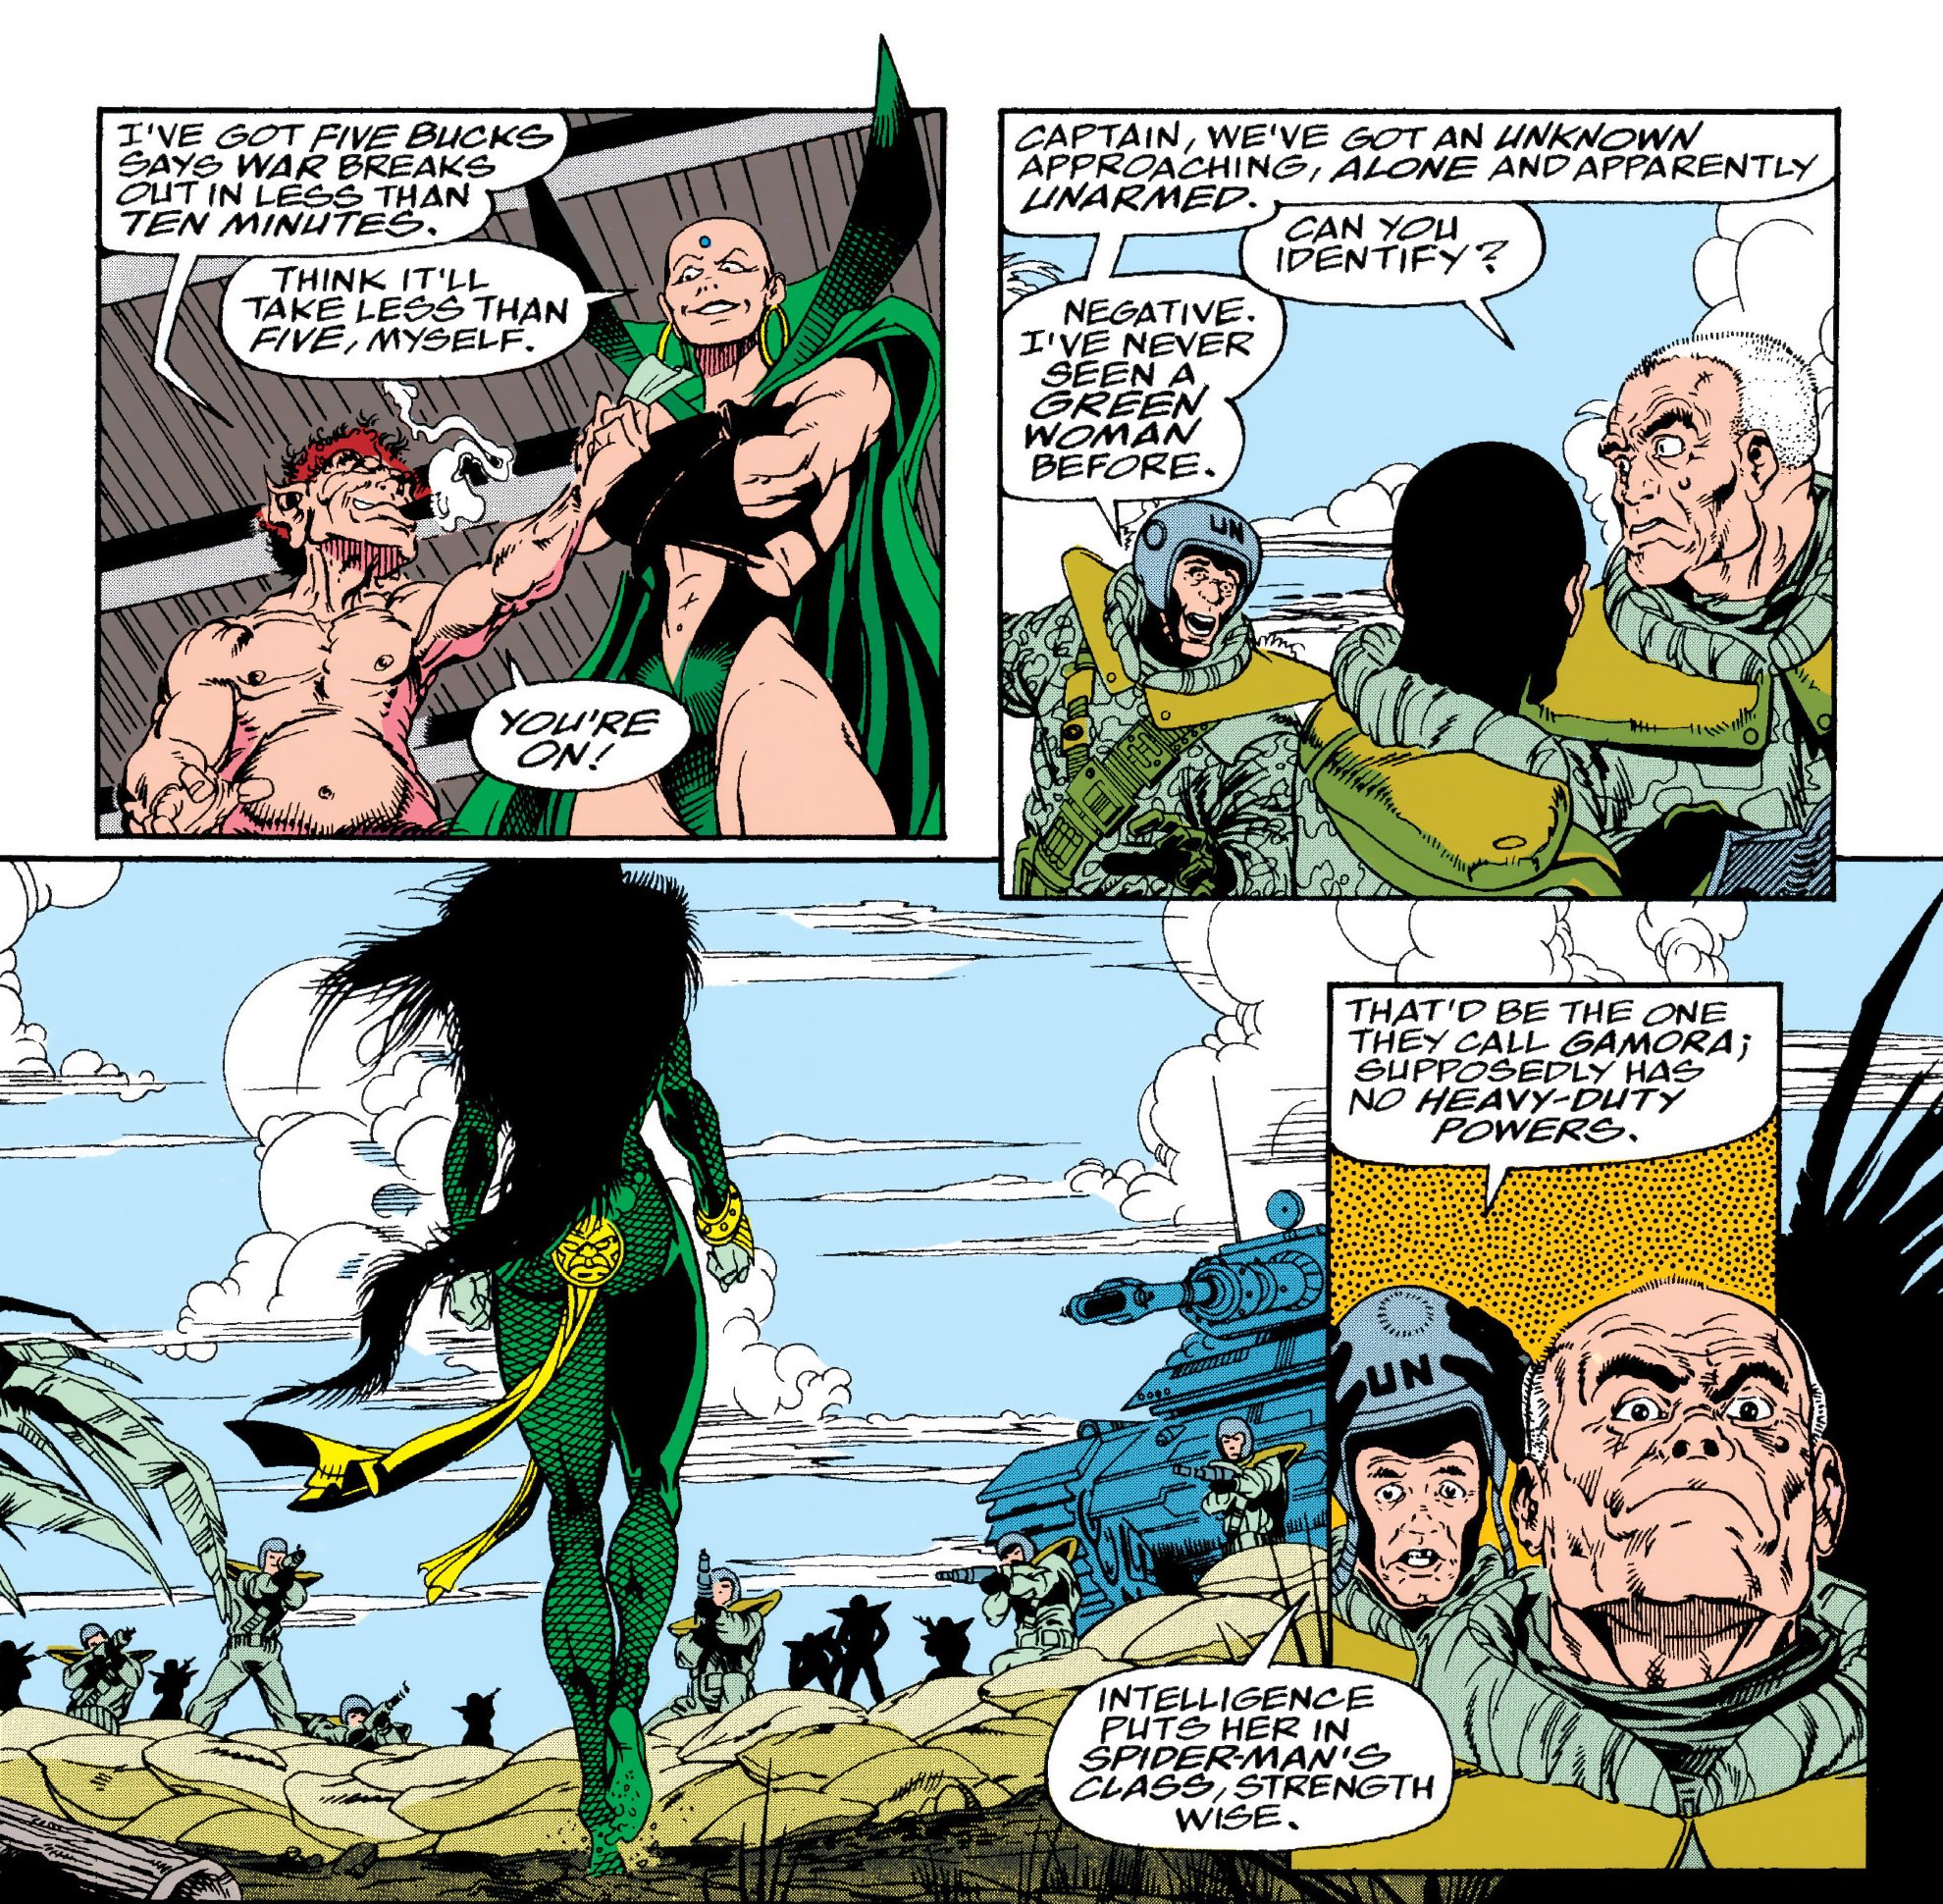 I'VE GOT FIVE BUCKS
SAYS WAR BREAKS
OUT IN LESS THAN
TEN MINUTES.
THINK IT'LL
TAKE LESS THAN
FIVE, MYSELF.
YOU'RE
ON!
CAPTAIN, WE'VE GOT AN UNKNOWN
APPROACHING, ALONE AND APPARENTLY
UNARMED.
CAN YOU
IDENTIFY?
NEGATIVE.
I'VE NEVER
SEEN A
GREEN
WOMAN
BEFORE.
UN
THAT'D BE THE ONE
THEY CALL GAMORA;
SUPPOSEDLY HAS
NO HEAVY-DUTY
POWERS.
UN
INTELLIGENCE
PUTS HER IN
SPIDER-MAN'S
CLASS, STRENGTH
WISE.